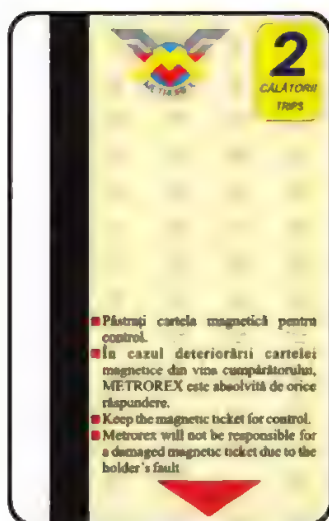 METROREX
2
CĂLĂTORII
TRIPS
Păstrați cartela magnetică pentru
control.
În cazul deteriorării cartelei
magnetice din vina cumpărătorului,
METROREX este absolvită de orice
răspundere.
Keep the magnetic ticket for control.
Metrorex will not be responsible for
a damaged magnetic ticket due to the
holder's fault